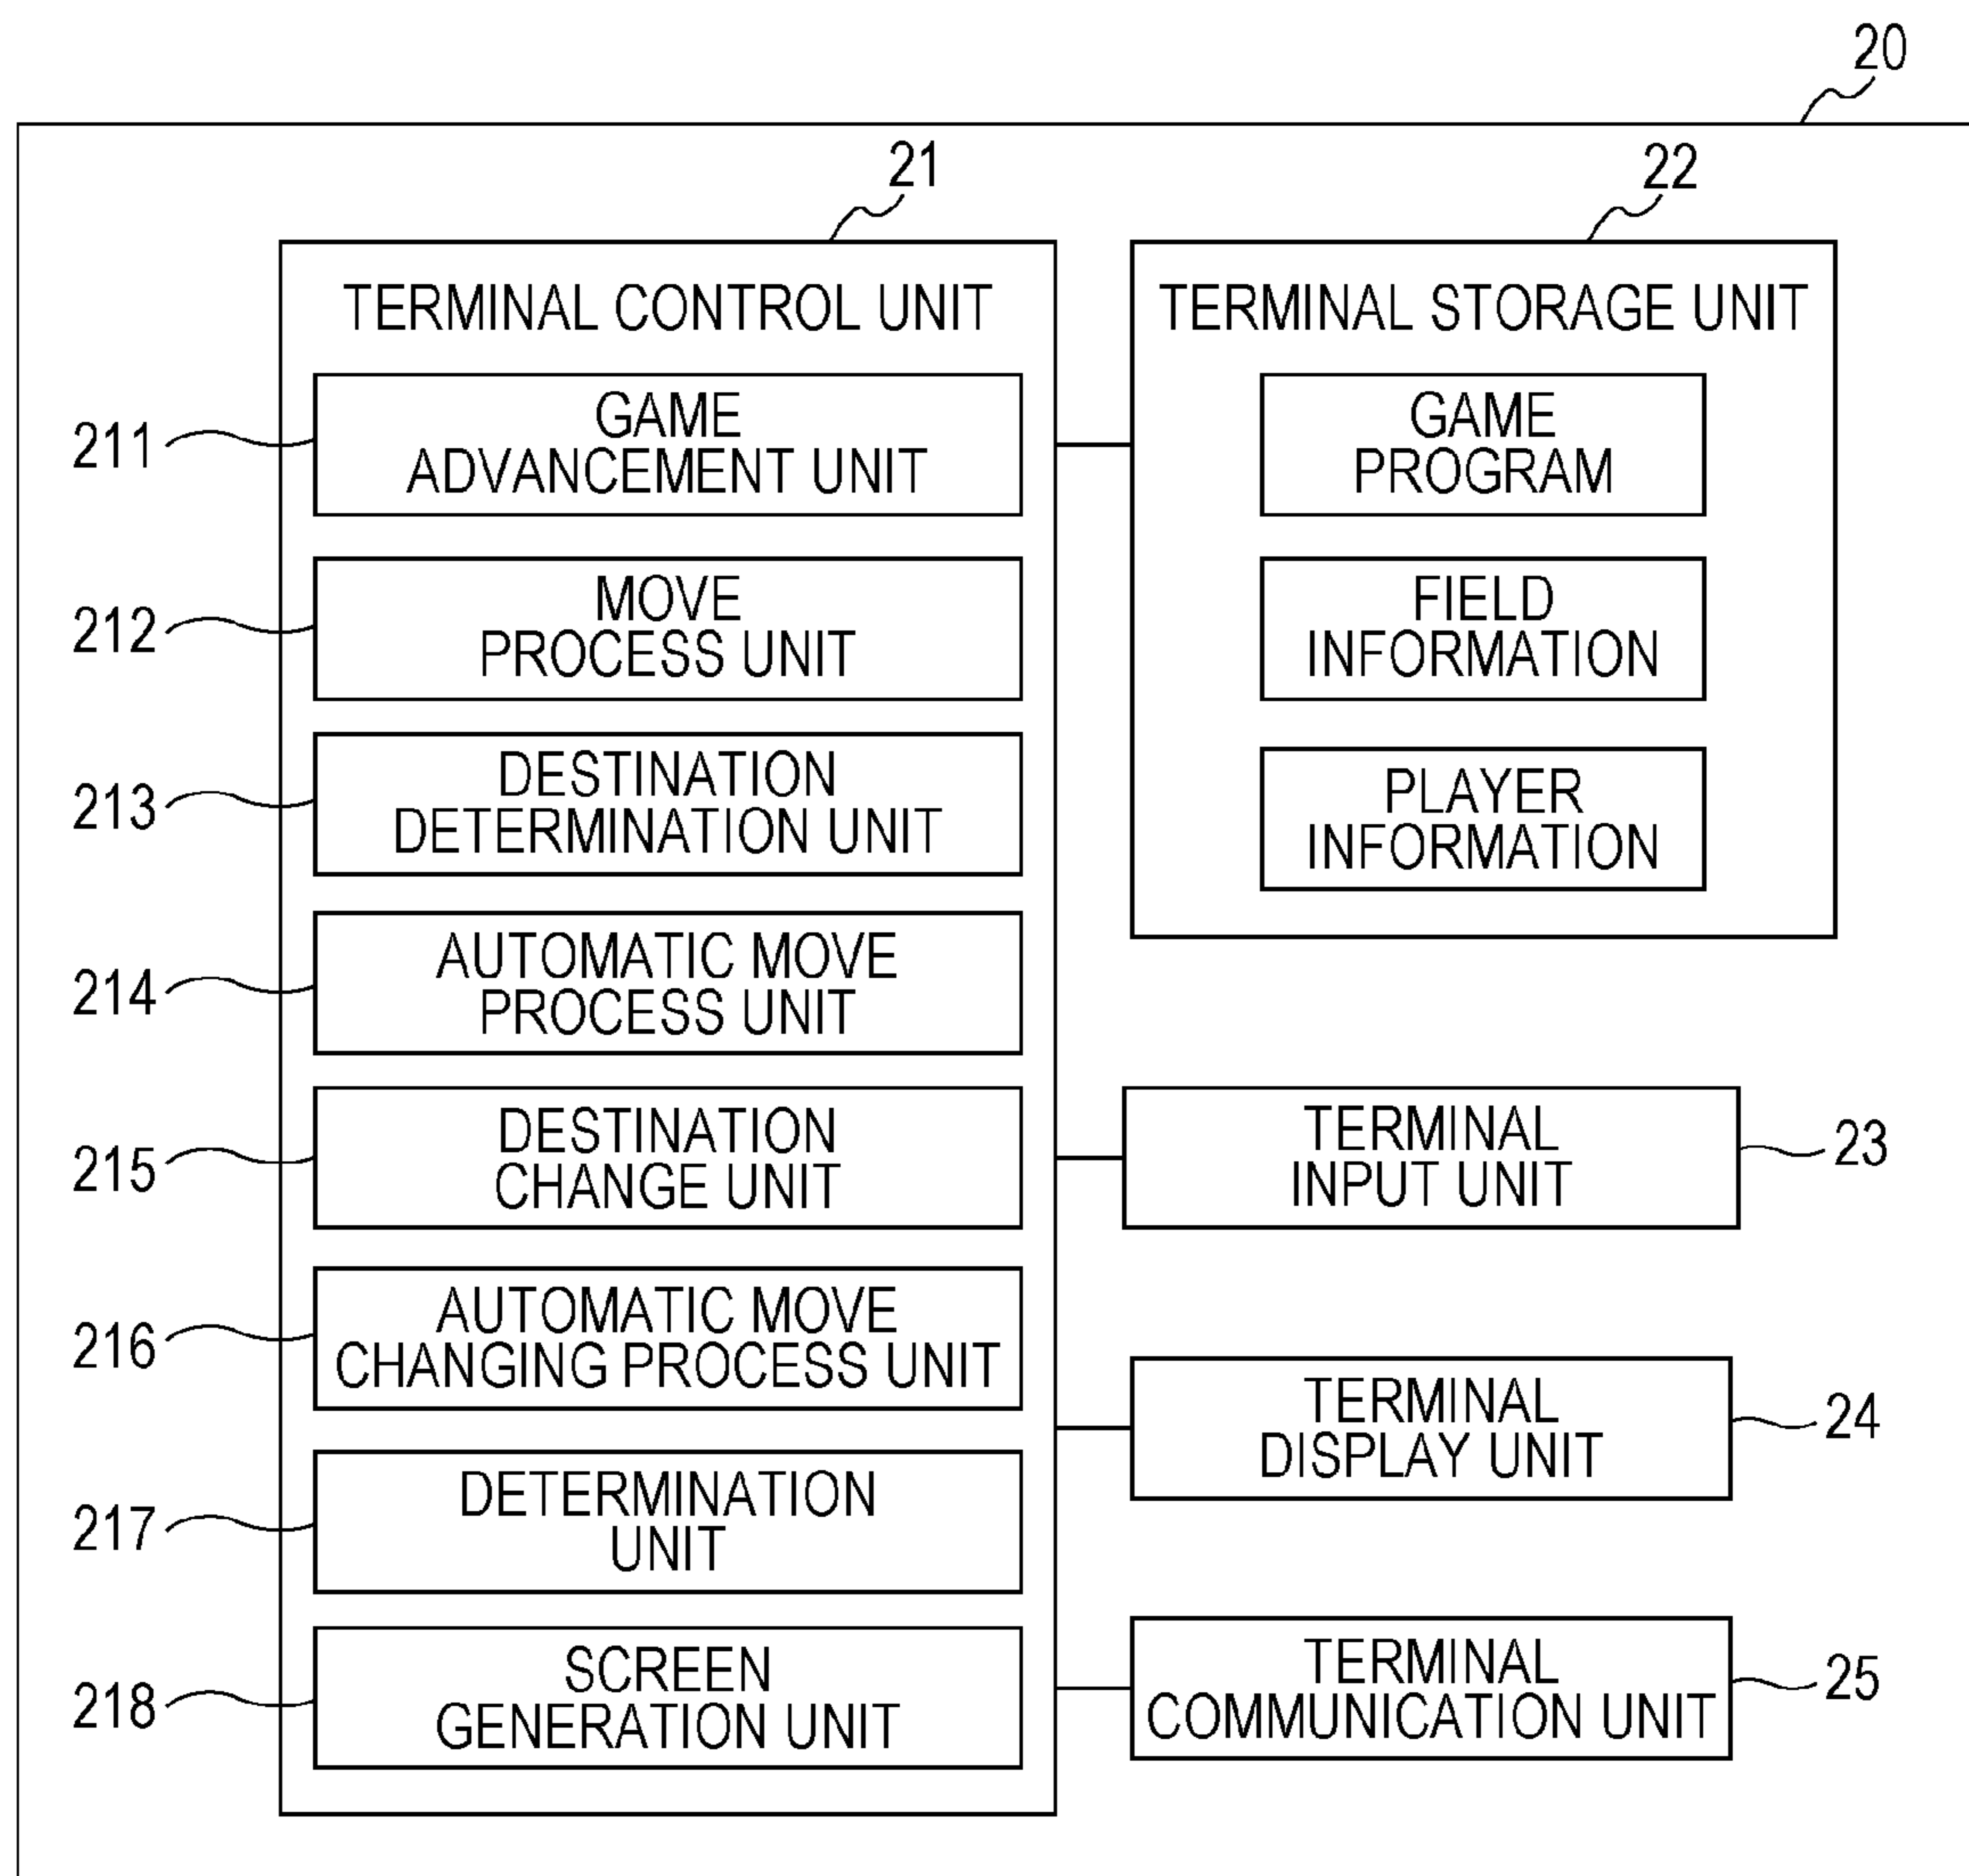 20
21
22
TERMINAL CONTROL UNIT
211
GAME
ADVANCEMENT UNIT
212
MOVE
PROCESS UNIT
213
DESTINATION
DETERMINATION UNIT
214
AUTOMATIC MOVE
PROCESS UNIT
215
DESTINATION
CHANGE UNIT
216
AUTOMATIC MOVE
CHANGING PROCESS UNIT
217
DETERMINATION
UNIT
218
SCREEN
GENERATION UNIT
TERMINAL STORAGE UNIT
GAME
PROGRAM
FIELD
INFORMATION
PLAYER
INFORMATION
TERMINAL
INPUT UNIT
23
TERMINAL
DISPLAY UNIT
24
TERMINAL
COMMUNICATION UNIT
25